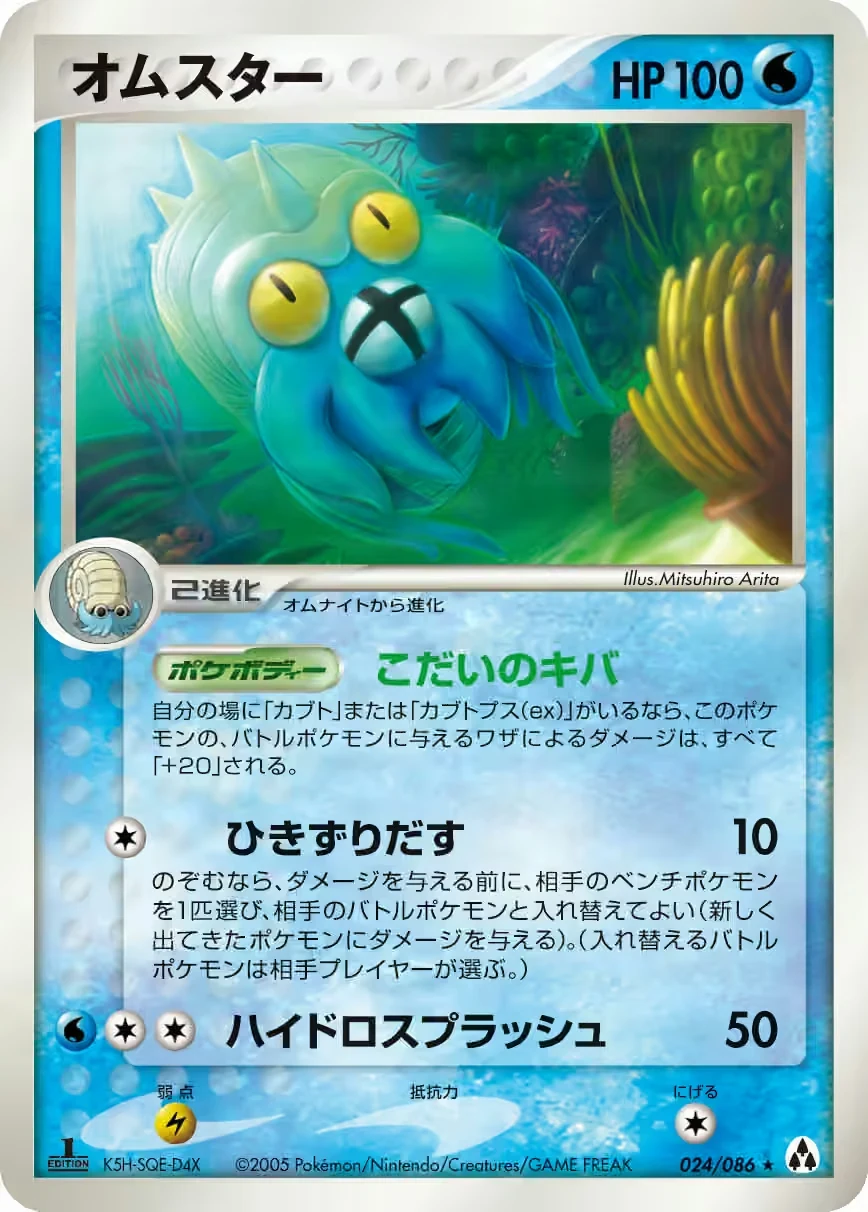 オムスター HP100
Illus.Mitsuhiro Arita
己進化 オムナイトから進化
ポケボディー こだいのキバ
自分の場に「カブト」または「カブトプス(ex)」がいるなら、このポケ
モンの、バトルポケモンに与えるワザによるダメージは、すべて
「+20」される。
ひきずりだす 10
のぞむなら、ダメージを与える前に、相手のベンチポケモン
を1匹選び、相手のバトルポケモンと入れ替えてよい(新しく
出てきたポケモンにダメージを与える)。(入れ替えるバトル
ポケモンは相手プレイヤーが選ぶ。)
ハイドロスプラッシュ 50
弱点 抵抗力 にげる
1 EDITION K5H-SQE-D4X ©2005 Pokémon/Nintendo/Creatures/GAME FREAK 024/086 ★